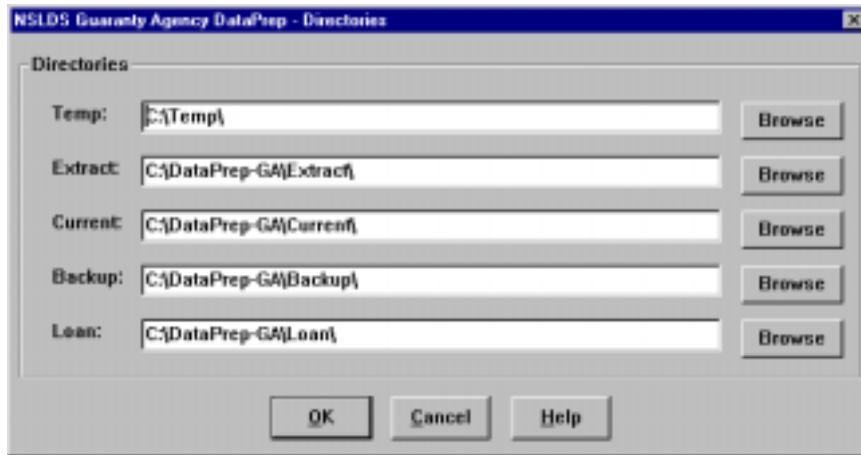 NSLDS Guaranty Agency DataPrep - Directories
Directories
Temp: C:\Temp\ Browse
Extract: C:\DataPrep-GA\Extract\ Browse
Current: C:\DataPrep-GA\Current\ Browse
Backup: C:\DataPrep-GA\Backup\ Browse
Loan: C:\DataPrep-GA\Loan\ Browse
OK Cancel Help